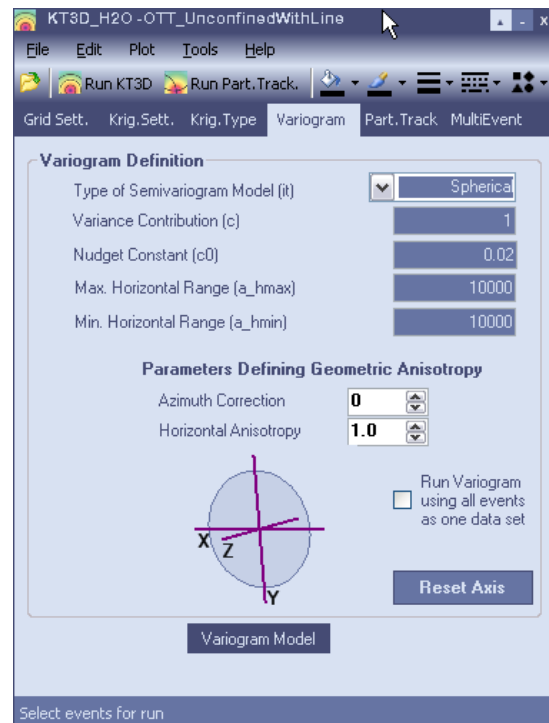 KT3D_H2O -OTT_UnconfinedWithLine
File Edit Plot Tools Help
Run KT3D Run Part.Track.
Grid Sett. Krig.Sett. Krig.Type Variogram Part.Track MultiEvent
Variogram Definition
Type of Semivariogram Model (it) Spherical
Variance Contribution (c) 1
Nudget Constant (c0) 0.02
Max. Horizontal Range (a_hmax) 10000
Min. Horizontal Range (a_hmin) 10000
Parameters Defining Geometric Anisotropy
Azimuth Correction 0
Horizontal Anisotropy 1.0
Run Variogram
using all events
as one data set
X Z
Y
Reset Axis
Variogram Model
Select events for run